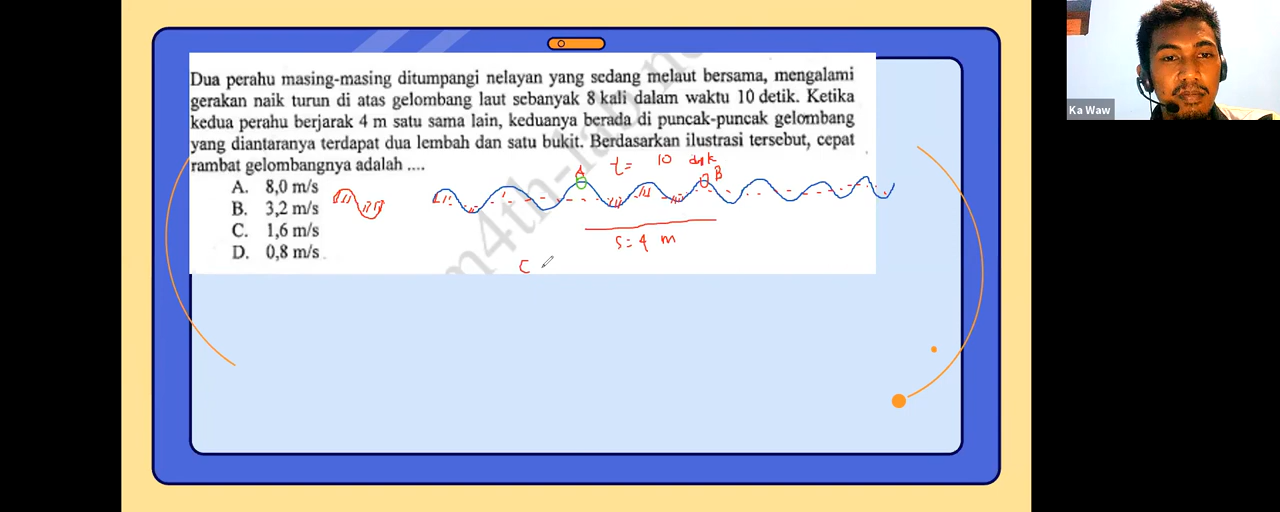 Dua perahu masing-masing ditumpangi nelayan yang sedang melaut bersama, mengalami
gerakan naik turun di atas gelombang laut sebanyak 8 kali dalam waktu 10 detik. Ketika
kedua perahu berjarak 4 m satu sama lain, keduanya berada di puncak-puncak gelombang
yang diantaranya terdapat dua lembah dan satu bukit. Berdasarkan ilustrasi tersebut, cepat
rambat gelombangnya adalah ....
A. 8,0 m/s
B. 3,2 m/s
C. 1,6 m/s
D. 0,8 m/s
t = 10
A
B
s = 4 m
Ka Waw